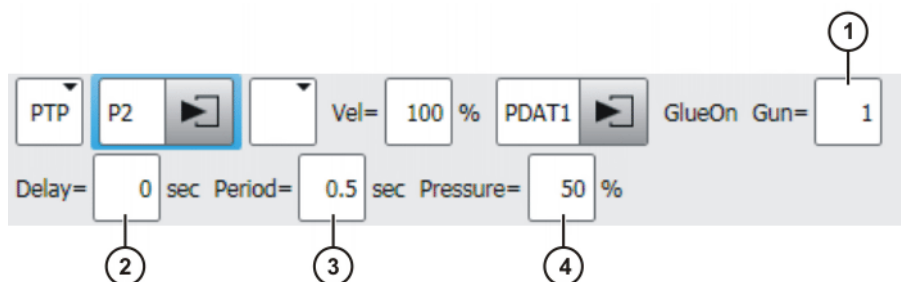 1
PTP P2 Vel= 100 % PDAT1 GlueOn Gun= 1
Delay= 0 sec Period= 0.5 sec Pressure= 50 %
2 3 4